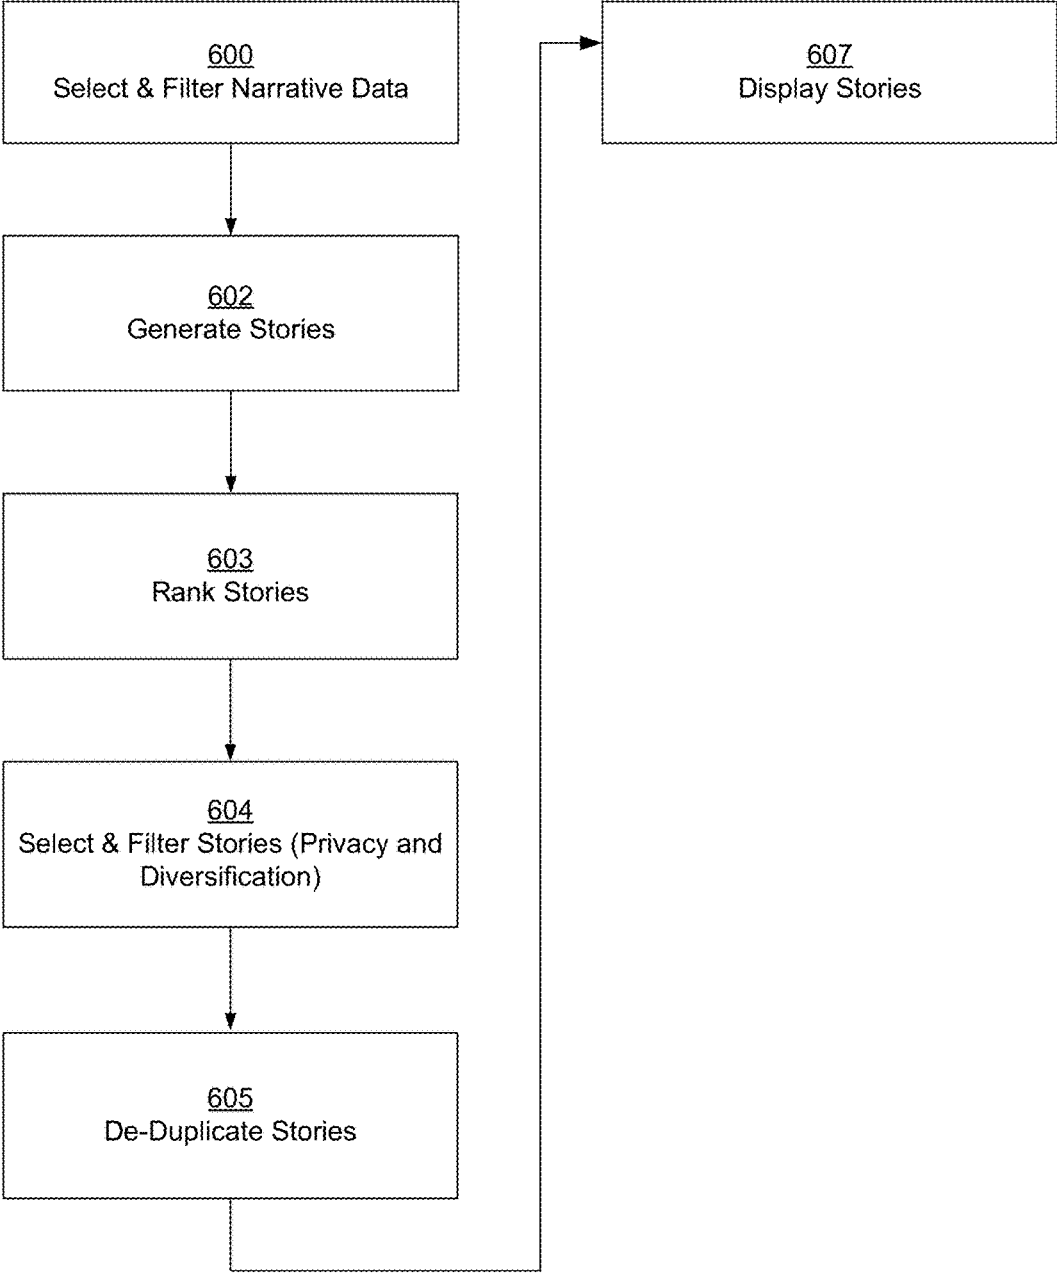 600
Select & Filter Narrative Data
602
Generate Stories
603
Rank Stories
604
Select & Filter Stories (Privacy and
Diversification)
605
De-Duplicate Stories
607
Display Stories